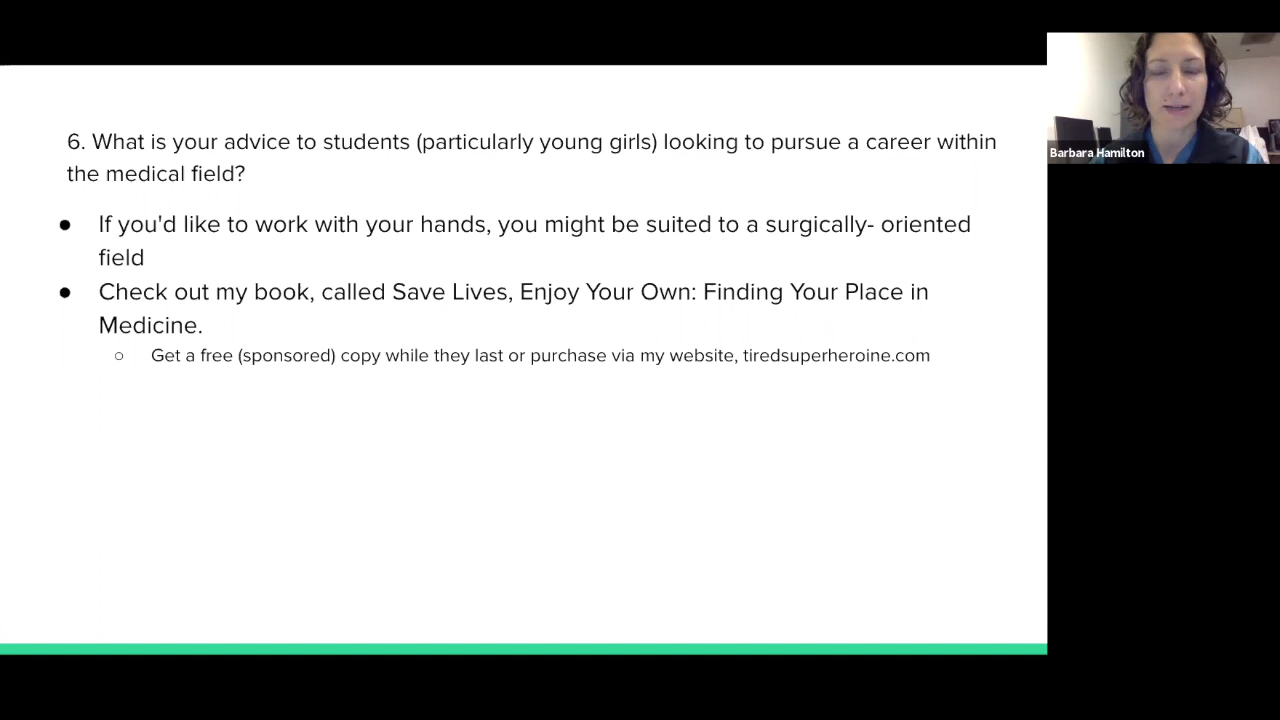 6. What is your advice to students (particularly young girls) looking to pursue a career within
the medical field?
● If you'd like to work with your hands, you might be suited to a surgically- oriented
field
● Check out my book, called Save Lives, Enjoy Your Own: Finding Your Place in
Medicine.
○ Get a free (sponsored) copy while they last or purchase via my website, tiredsuperheroine.com
Barbara Hamilton